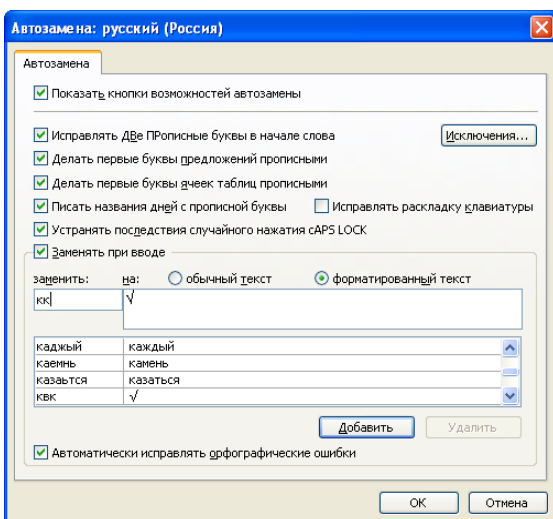 Автозамена: русский (Россия)
Автозамена
Показать кнопки возможностей автозамены
Исправлять ДВе ПРописные буквы в начале слова Исключения...
Делать первые буквы предложений прописными
Делать первые буквы ячеек таблиц прописными
Писать названия дней с прописной буквы Исправлять раскладку клавиатуры
Устранять последствия случайного нажатия cAPS LOCK
Заменять при вводе
заменить: на: обычный текст форматированный текст
кк √
каджый каждый
каемнь камень
казаьтся казаться
квк √
Добавить Удалить
Автоматически исправлять орфографические ошибки
ОК Отмена